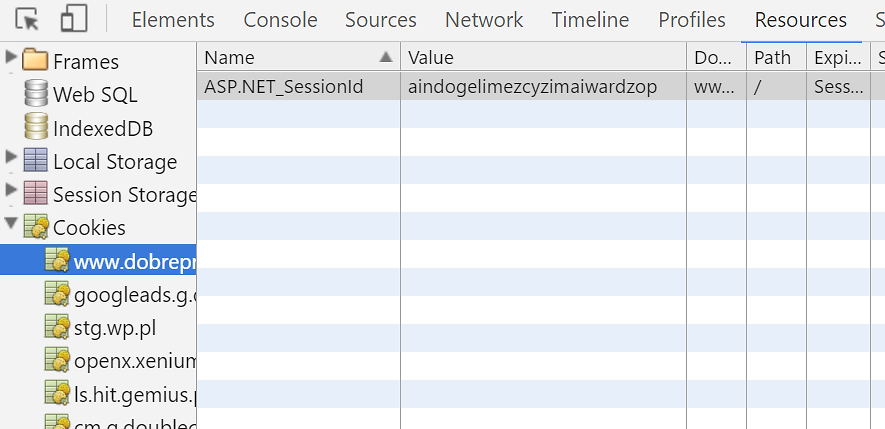 Elements Console Sources Network Timeline Profiles Resources S
Name Value Do... Path Expi... S
ASP.NET_SessionId aindogelimezcyzimaiwardzop ww... / Sess...
Frames
Web SQL
IndexedDB
Local Storage
Session Storage
Cookies
www.dobrepr
googleads.g.d
stg.wp.pl
openx.xenium
ls.hit.gemius.p
cm.g.doublec